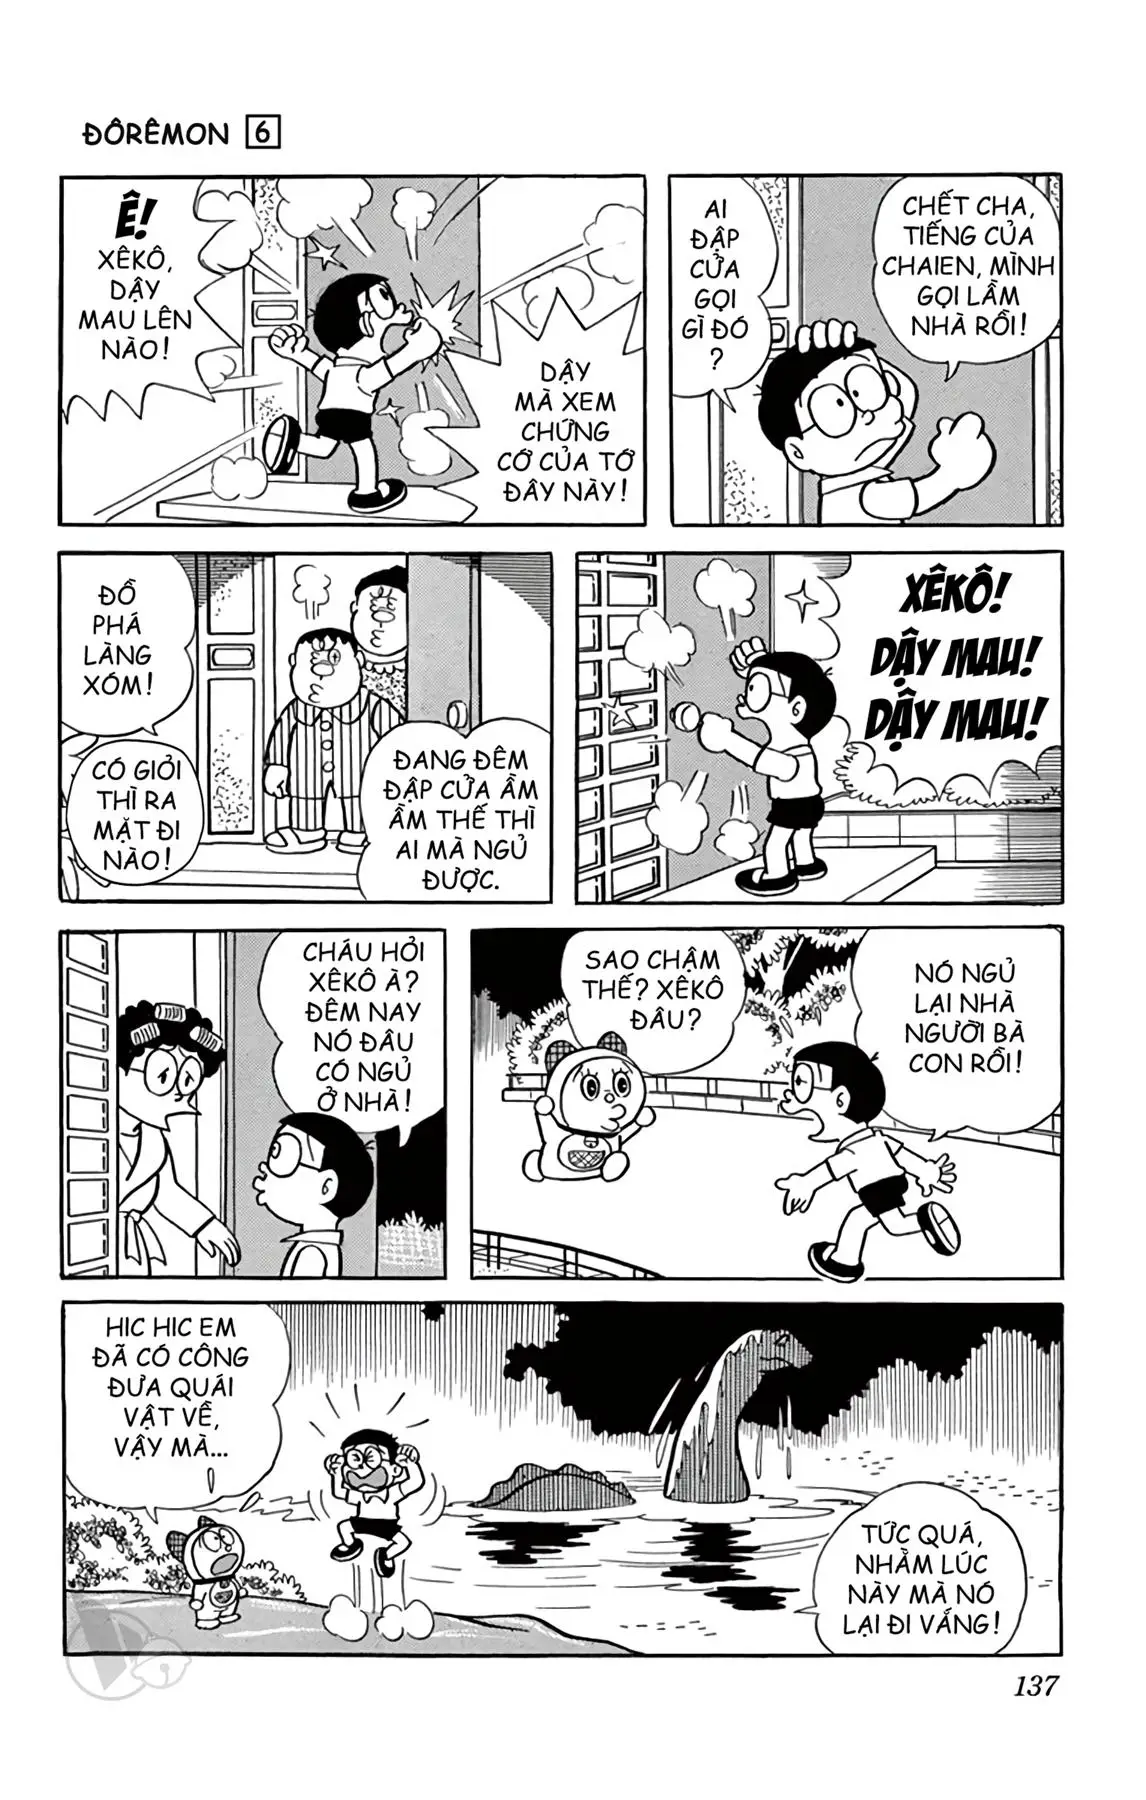 ĐÔRÊMON 6
Ê!
XÊKÔ,
DẬY
MAU LÊN
NÀO!
DẬY
MÀ XEM
CHỨNG
CỚ CỦA TỚ
ĐÂY NÀY!
AI
ĐẬP
CỬA
GỌI
GÌ ĐÓ
?
CHẾT CHA,
TIẾNG CỦA
CHAIEN, MÌNH
GỌI LẦM
NHÀ RỒI!
ĐỒ
PHÁ
LÀNG
XÓM!
CÓ GIỎI
THÌ RA
MẶT ĐI
NÀO!
ĐANG ĐÊM
ĐẬP CỬA ẦM
ẦM THẾ THÌ
AI MÀ NGỦ
ĐƯỢC.
XÊKÔ!
DẬY MAU!
DẬY MAU!
CHÁU HỎI
XÊKÔ À?
ĐÊM NAY
NÓ ĐÂU
CÓ NGỦ
Ở NHÀ!
SAO CHẬM
THẾ? XÊKÔ
ĐÂU?
NÓ NGỦ
LẠI NHÀ
NGƯỜI BÀ
CON RỒI!
HIC HIC EM
ĐÃ CÓ CÔNG
ĐƯA QUÁI
VẬT VỀ,
VẬY MÀ...
TỨC QUÁ,
NHẰM LÚC
NÀY MÀ NÓ
LẠI ĐI VẮNG!
137